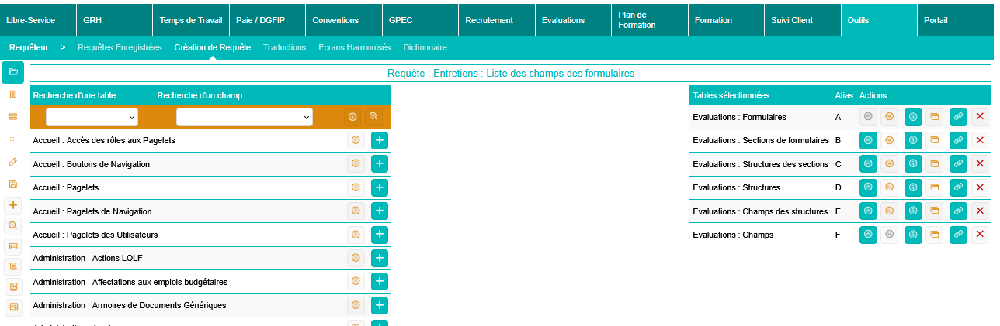 Libre-Service
GRH
Temps de Travail
Paie / DGFIP
Conventions
GPEC
Recrutement
Evaluations
Plan de
Formation
Formation
Suivi Client
Outils
Portail
Requêteur > Requêtes Enregistrées Création de Requête Traductions Ecrans Harmonisés Dictionnaire
Requête : Entretiens : Liste des champs des formulaires
Recherche d'une table Recherche d'un champ
Accueil : Accès des rôles aux Pagelets
Accueil : Boutons de Navigation
Accueil : Pagelets
Accueil : Pagelets de Navigation
Accueil : Pagelets des Utilisateurs
Administration : Actions LOLF
Administration : Affectations aux emplois budgétaires
Administration : Armoires de Documents Génériques
Tables sélectionnées Alias Actions
Evaluations : Formulaires A
Evaluations : Sections de formulaires B
Evaluations : Structures des sections C
Evaluations : Structures D
Evaluations : Champs des structures E
Evaluations : Champs F